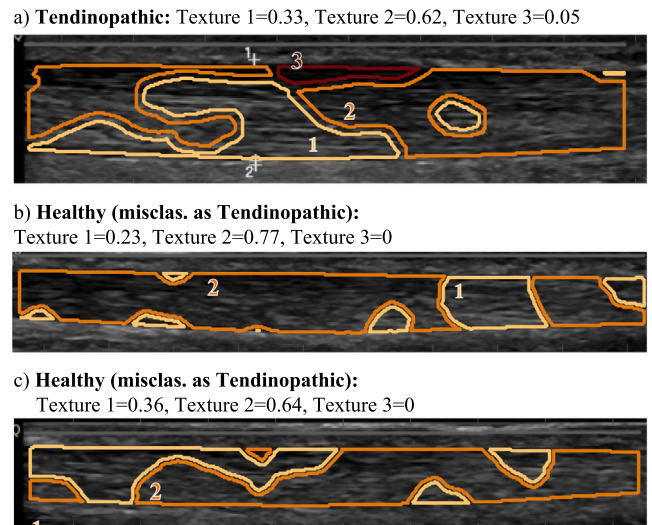 a) Tendinopathic: Texture 1=0.33, Texture 2=0.62, Texture 3=0.05
1
3
2
1
2
b) Healthy (misclas. as Tendinopathic):
Texture 1=0.23, Texture 2=0.77, Texture 3=0
2
1
c) Healthy (misclas. as Tendinopathic):
Texture 1=0.36, Texture 2=0.64, Texture 3=0
2